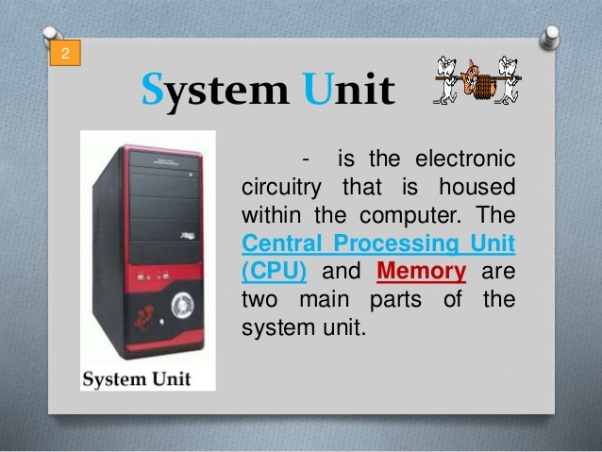 2
System Unit
- is the electronic
circuitry that is housed
within the computer. The
Central Processing Unit
(CPU) and Memory are
two main parts of the
system unit.
System Unit